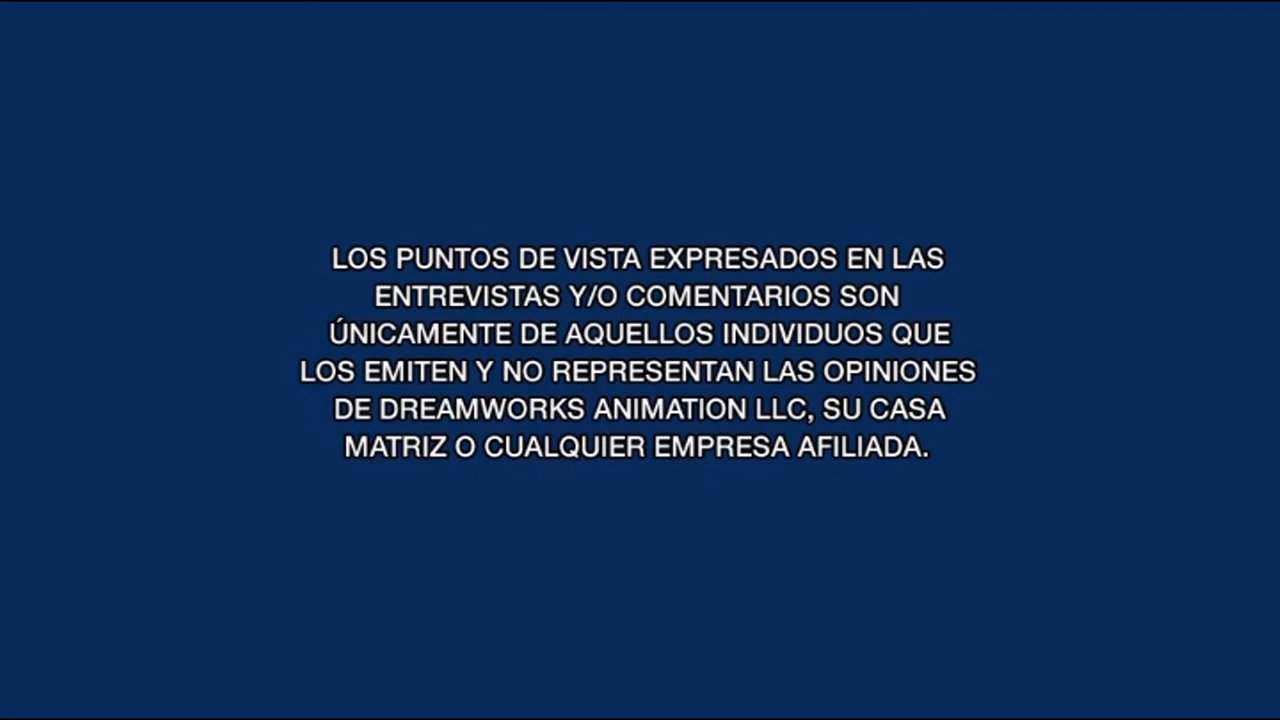 LOS PUNTOS DE VISTA EXPRESADOS EN LAS
ENTREVISTAS Y/O COMENTARIOS SON
ÚNICAMENTE DE AQUELLOS INDIVIDUOS QUE
LOS EMITEN Y NO REPRESENTAN LAS OPINIONES
DE DREAMWORKS ANIMATION LLC, SU CASA
MATRIZ O CUALQUIER EMPRESA AFILIADA.